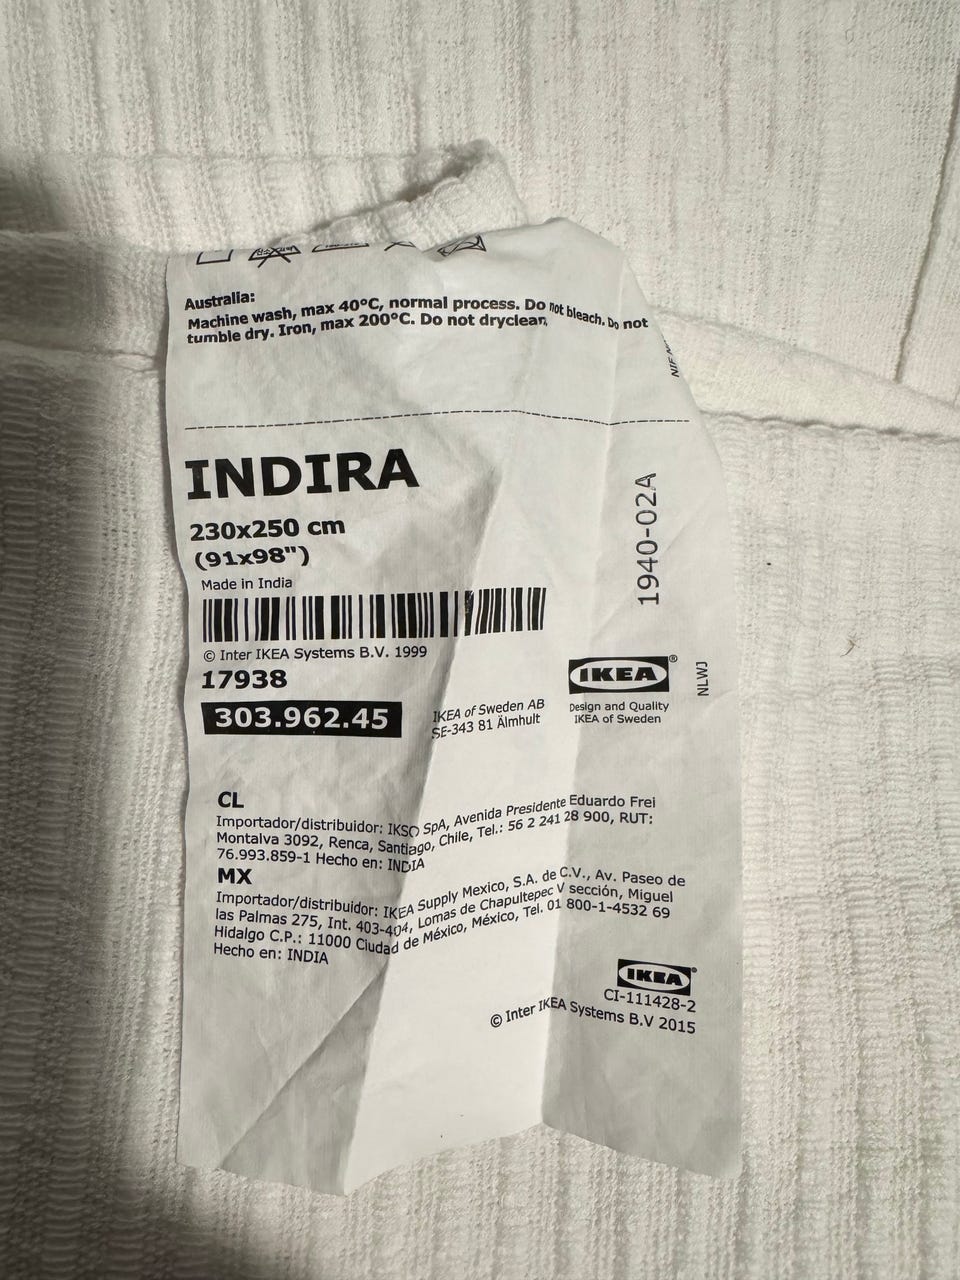 Australia:
Machine wash, max 40°C, normal process. Do not bleach. Do not
tumble dry. Iron, max 200°C. Do not dryclean.
INDIRA
230x250 cm
(91x98")
Made in India
© Inter IKEA Systems B.V. 1999
17938
303.962.45
IKEA of Sweden AB
SE-343 81 Älmhult
IKEA®
Design and Quality
IKEA of Sweden
1940-02A
NLWJ
CL
Importador/distribuidor: IKSO SpA, Avenida Presidente Eduardo Frei
Montalva 3092, Renca, Santiago, Chile, Tel.: 56 2 241 28 900, RUT:
76.993.859-1 Hecho en: INDIA
MX
Importador/distribuidor: IKEA Supply Mexico, S.A. de C.V., Av. Paseo de
las Palmas 275, Int. 403-404, Lomas de Chapultepec V sección, Miguel
Hidalgo C.P.: 11000 Ciudad de México, México, Tel. 01 800-1-4532 69
Hecho en: INDIA
IKEA®
CI-111428-2
© Inter IKEA Systems B.V 2015